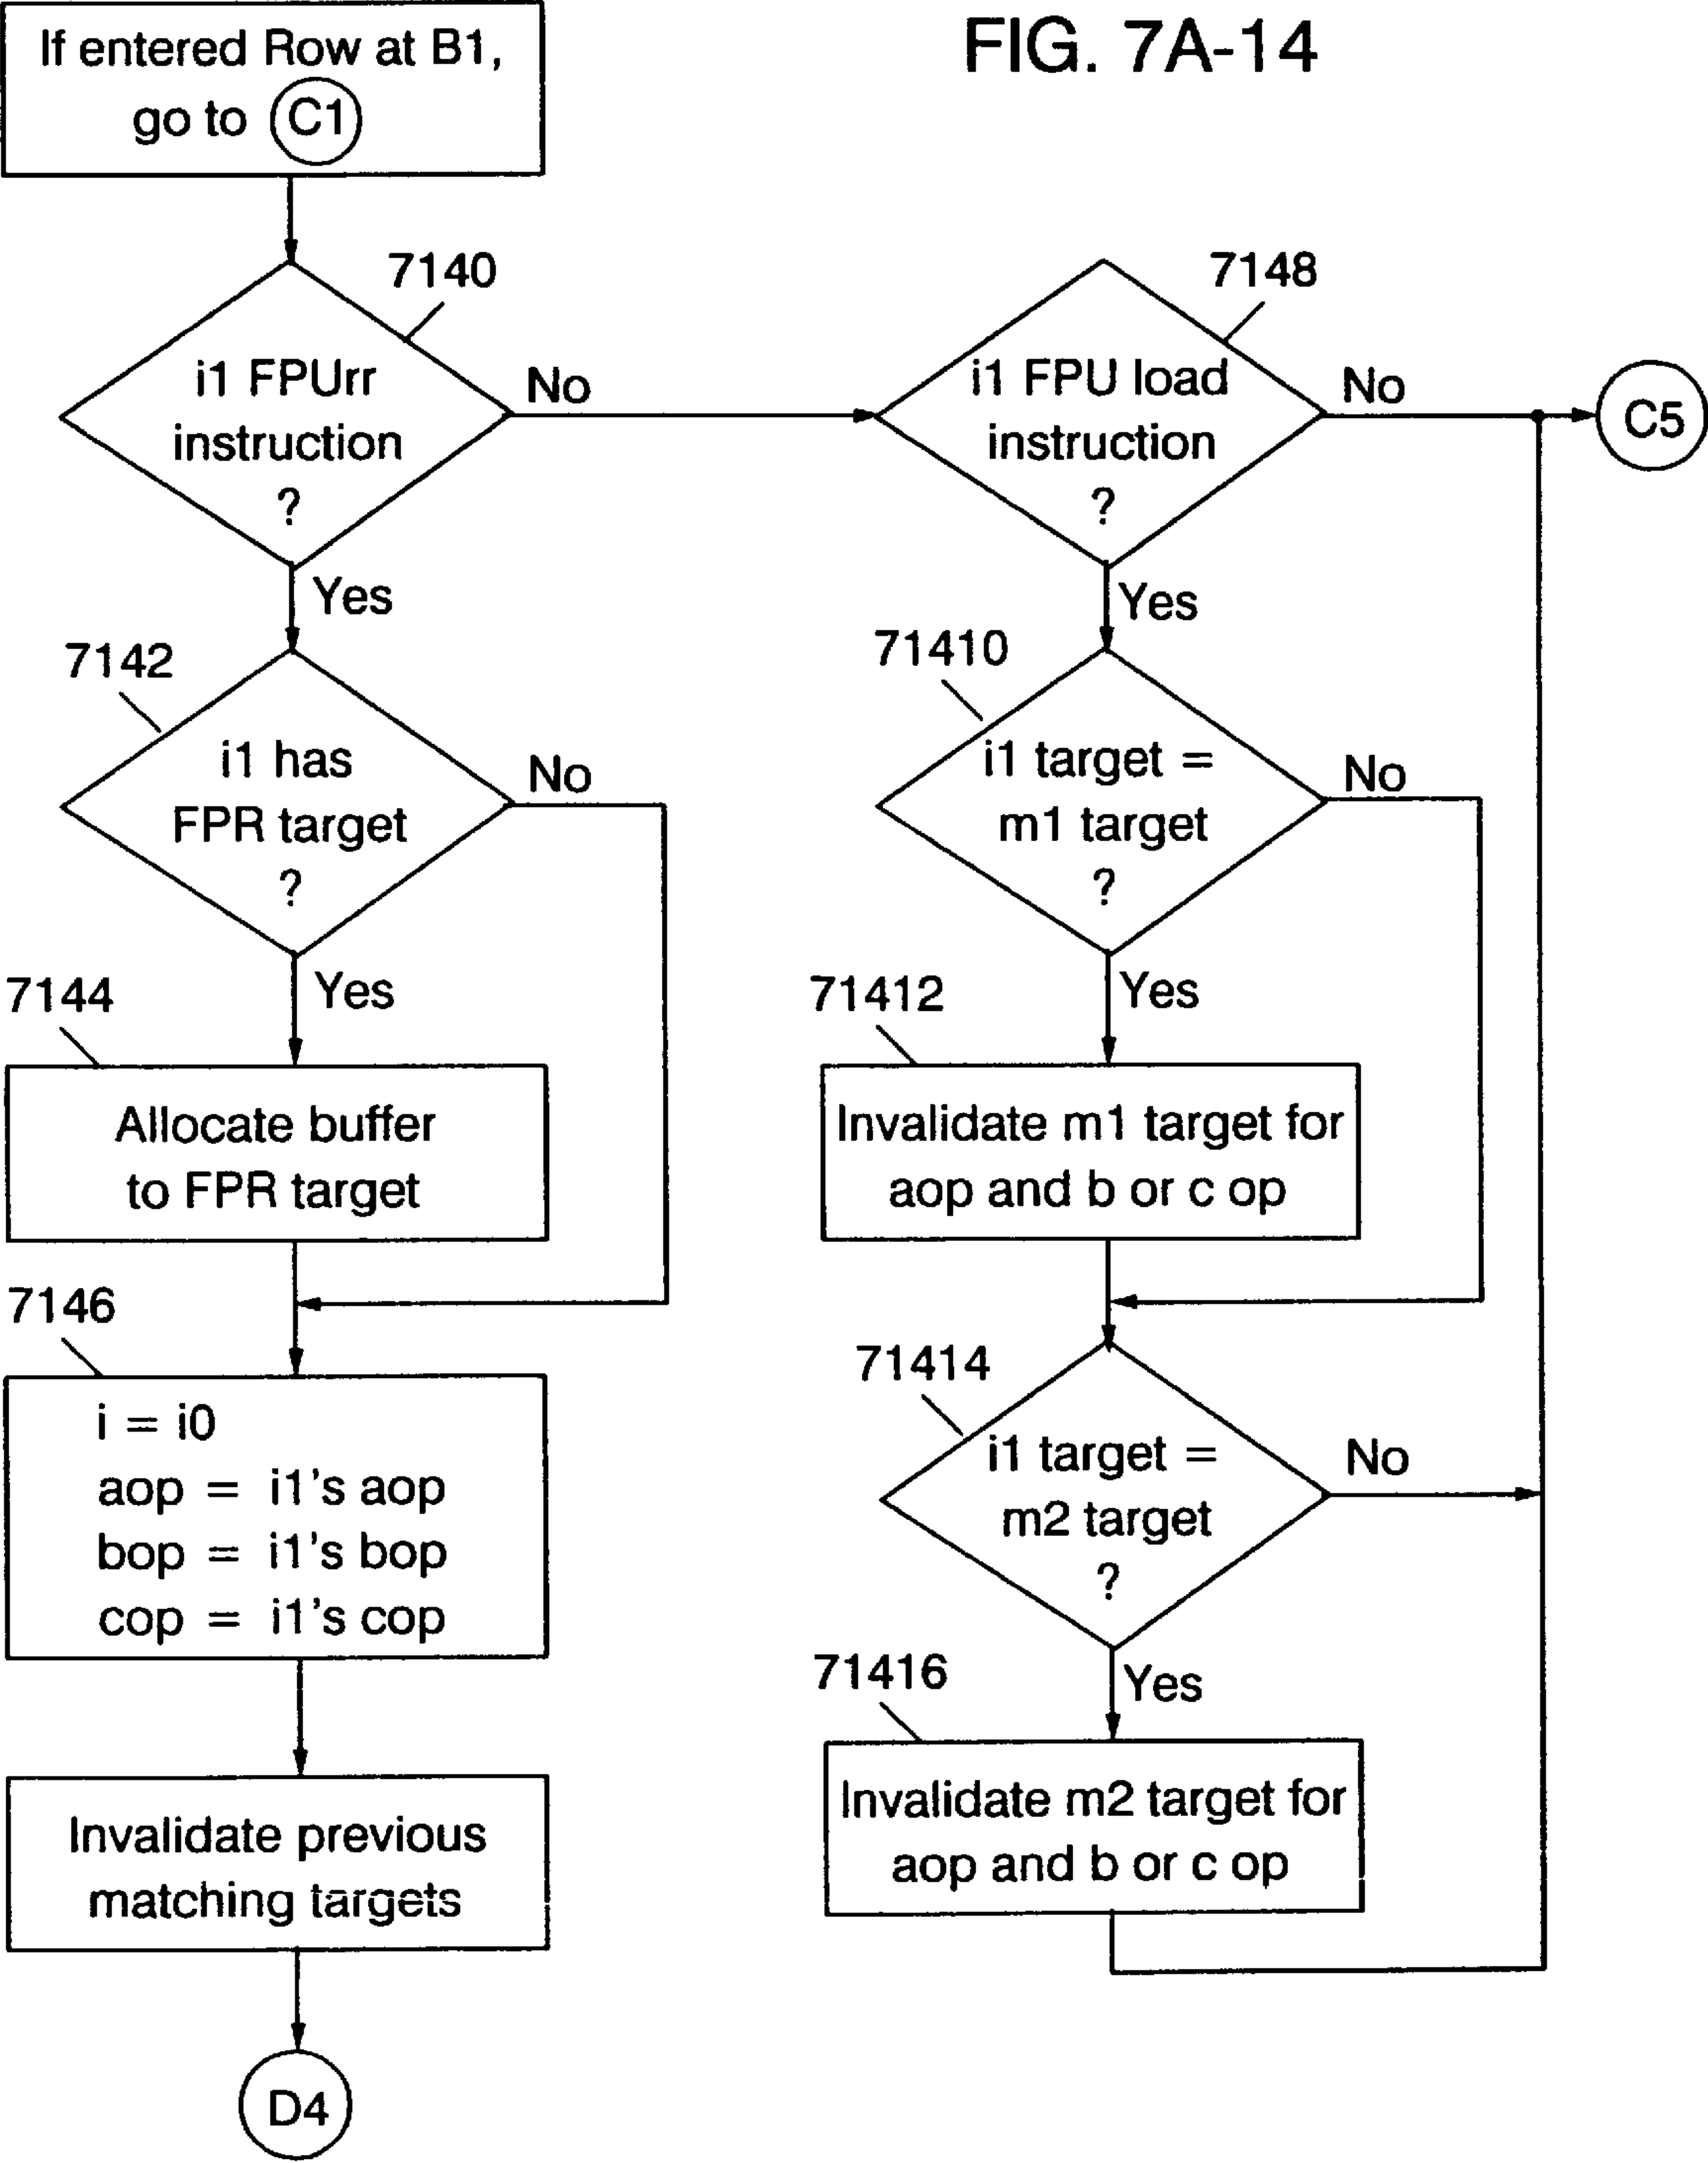 FIG. 7A-14
If entered Row at B1,
go to C1
7140
i1 FPUrr
instruction
?
No
Yes
7142
i1 has
FPR target
?
No
Yes
7144
Allocate buffer
to FPR target
7146
i = i0
aop = i1's aop
bop = i1's bop
cop = i1's cop
Invalidate previous
matching targets
D4
7148
i1 FPU load
instruction
?
No
C5
Yes
71410
i1 target =
m1 target
?
No
Yes
71412
Invalidate m1 target for
aop and b or c op
71414
i1 target =
m2 target
?
No
Yes
71416
Invalidate m2 target for
aop and b or c op